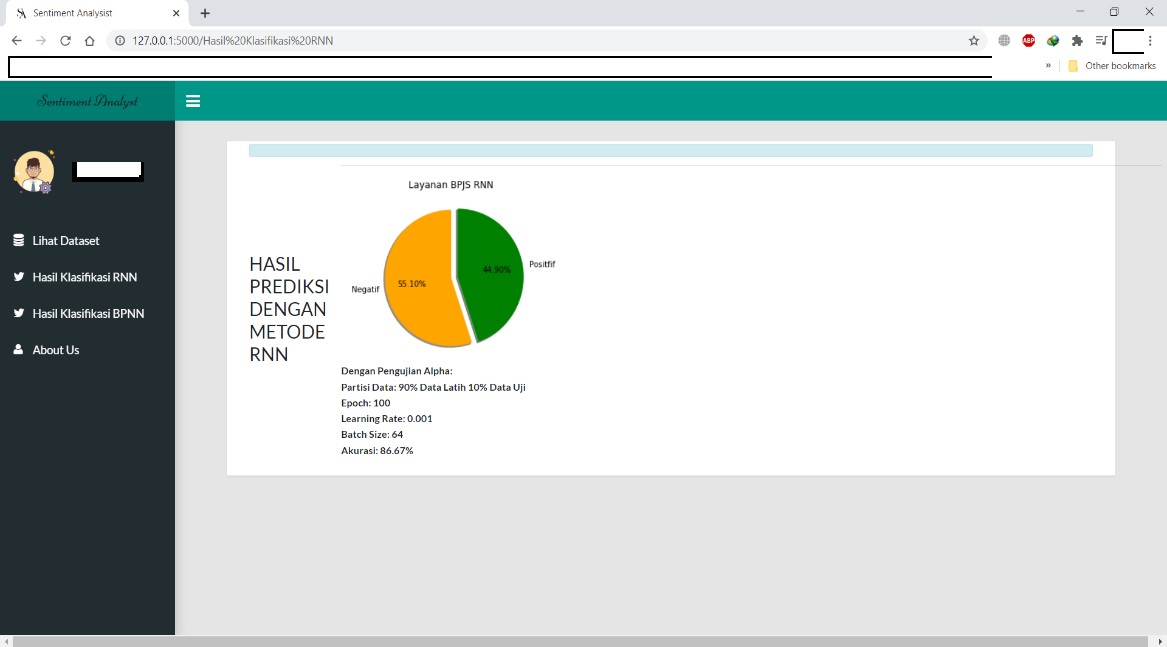 Sentiment Analysist
127.0.0.1:5000/Hasil%20Klasifikasi%20RNN
ABP
» Other bookmarks
Sentiment Analyst
Lihat Dataset
Hasil Klasifikasi RNN
Hasil Klasifikasi BPNN
About Us
HASIL
PREDIKSI
DENGAN
METODE
RNN
Layanan BPJS RNN
Positfif
44.90%
55.10%
Negatif
Dengan Pengujian Alpha:
Partisi Data: 90% Data Latih 10% Data Uji
Epoch: 100
Learning Rate: 0.001
Batch Size: 64
Akurasi: 86.67%